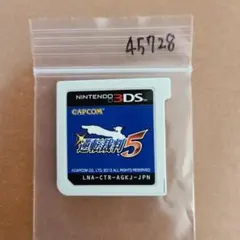 45728
NINTENDO 3DS
CAPCOM
逆転裁判5
©CAPCOM CO., LTD. 2013 ALL RIGHTS RESERVED.
LNA-CTR-AGKJ-JPN